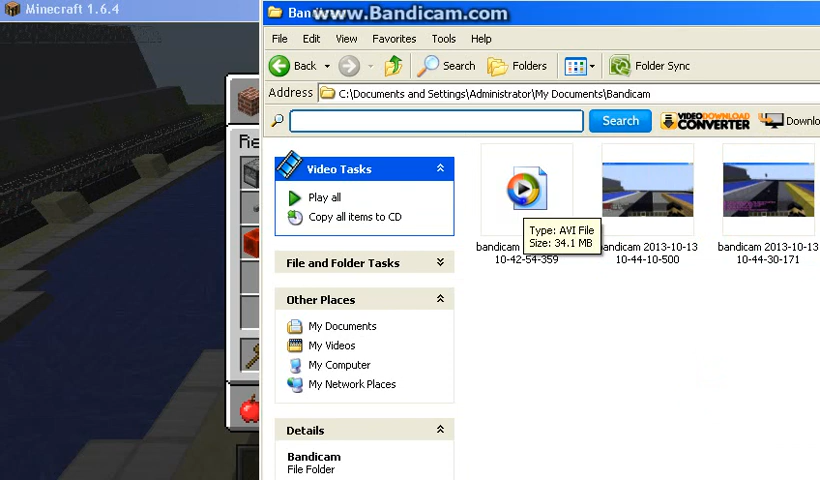 Minecraft 1.6.4
www.Bandicam.com
File Edit View Favorites Tools Help
Back Search Folders Folder Sync
Address C:\Documents and Settings\Administrator\My Documents\Bandicam
Search VIDEO DOWNLOAD CONVERTER Downlo
Video Tasks
Play all
Copy all items to CD
File and Folder Tasks
Other Places
My Documents
My Videos
My Computer
My Network Places
Details
Bandicam
File Folder
Type: AVI File
Size: 34.1 MB
bandicam
10-42-54-359
bandicam 2013-10-13
10-44-10-500
bandicam 2013-10-13
10-44-30-171